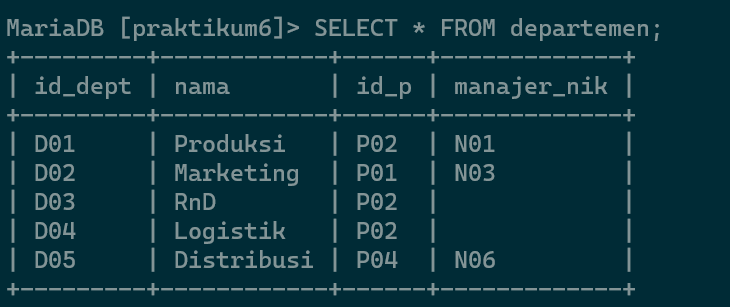 MariaDB [praktikum6]> SELECT * FROM departemen;
+---------+------------+------+-------------+
| id_dept | nama       | id_p | manajer_nik |
+---------+------------+------+-------------+
| D01     | Produksi   | P02  | N01         |
| D02     | Marketing  | P01  | N03         |
| D03     | RnD        | P02  |             |
| D04     | Logistik   | P02  |             |
| D05     | Distribusi | P04  | N06         |
+---------+------------+------+-------------+